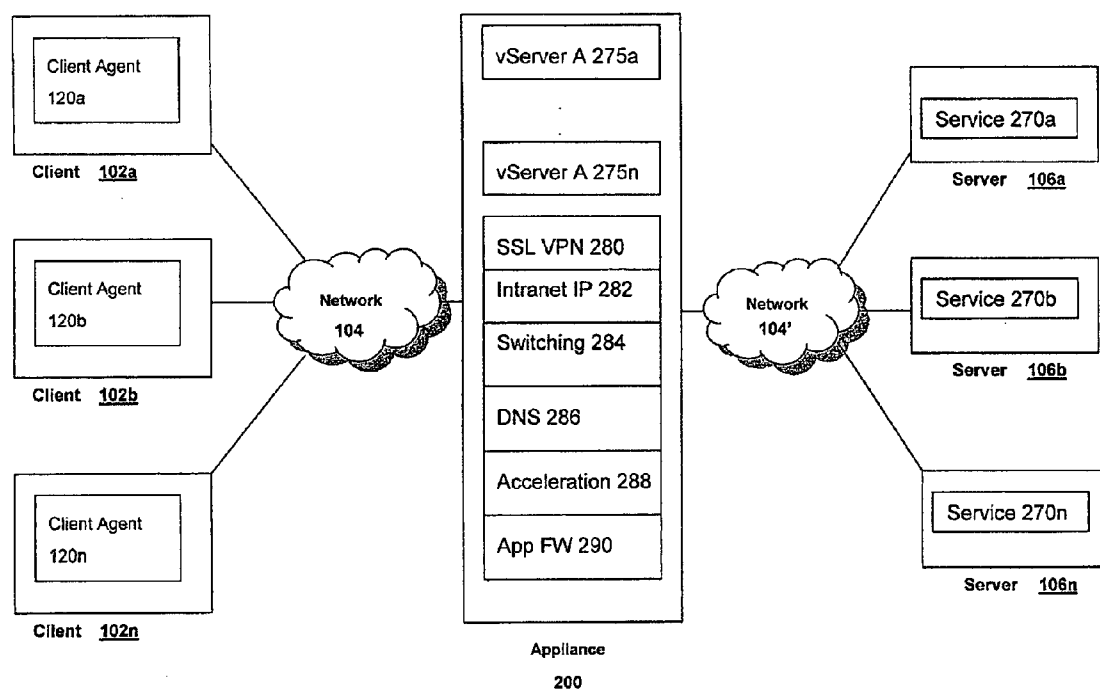 Client Agent
120a
Client 102a
Client Agent
120b
Client 102b
Client Agent
120n
Client 102n
Network
104
vServer A 275a
vServer A 275n
SSL VPN 280
Intranet IP 282
Switching 284
DNS 286
Acceleration 288
App FW 290
Appliance
200
Network
104'
Service 270a
Server 106a
Service 270b
Server 106b
Service 270n
Server 106n